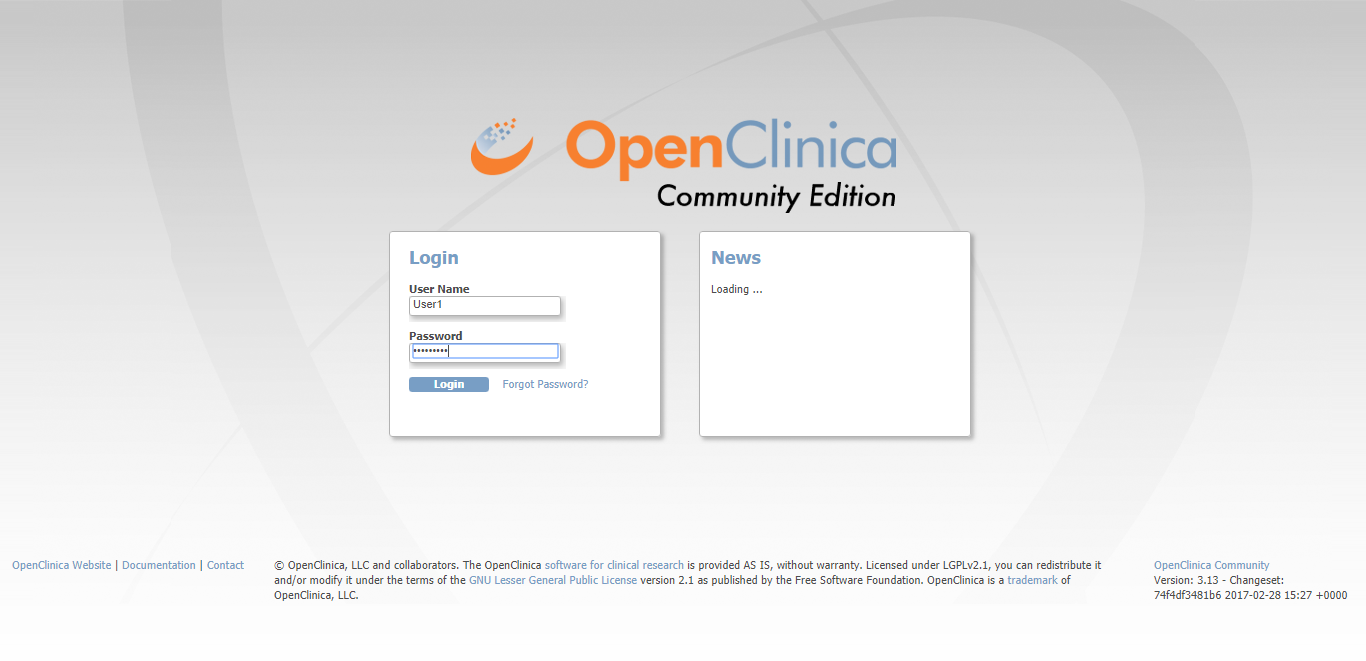 OpenClinica
Community Edition
Login
User Name
User1
Password
•••••••••
Login Forgot Password?
News
Loading ...
OpenClinica Website | Documentation | Contact
© OpenClinica, LLC and collaborators. The OpenClinica software for clinical research is provided AS IS, without warranty. Licensed under LGPLv2.1, you can redistribute it
and/or modify it under the terms of the GNU Lesser General Public License version 2.1 as published by the Free Software Foundation. OpenClinica is a trademark of
OpenClinica, LLC.
OpenClinica Community
Version: 3.13 - Changeset:
74f4df3481b6 2017-02-28 15:27 +0000